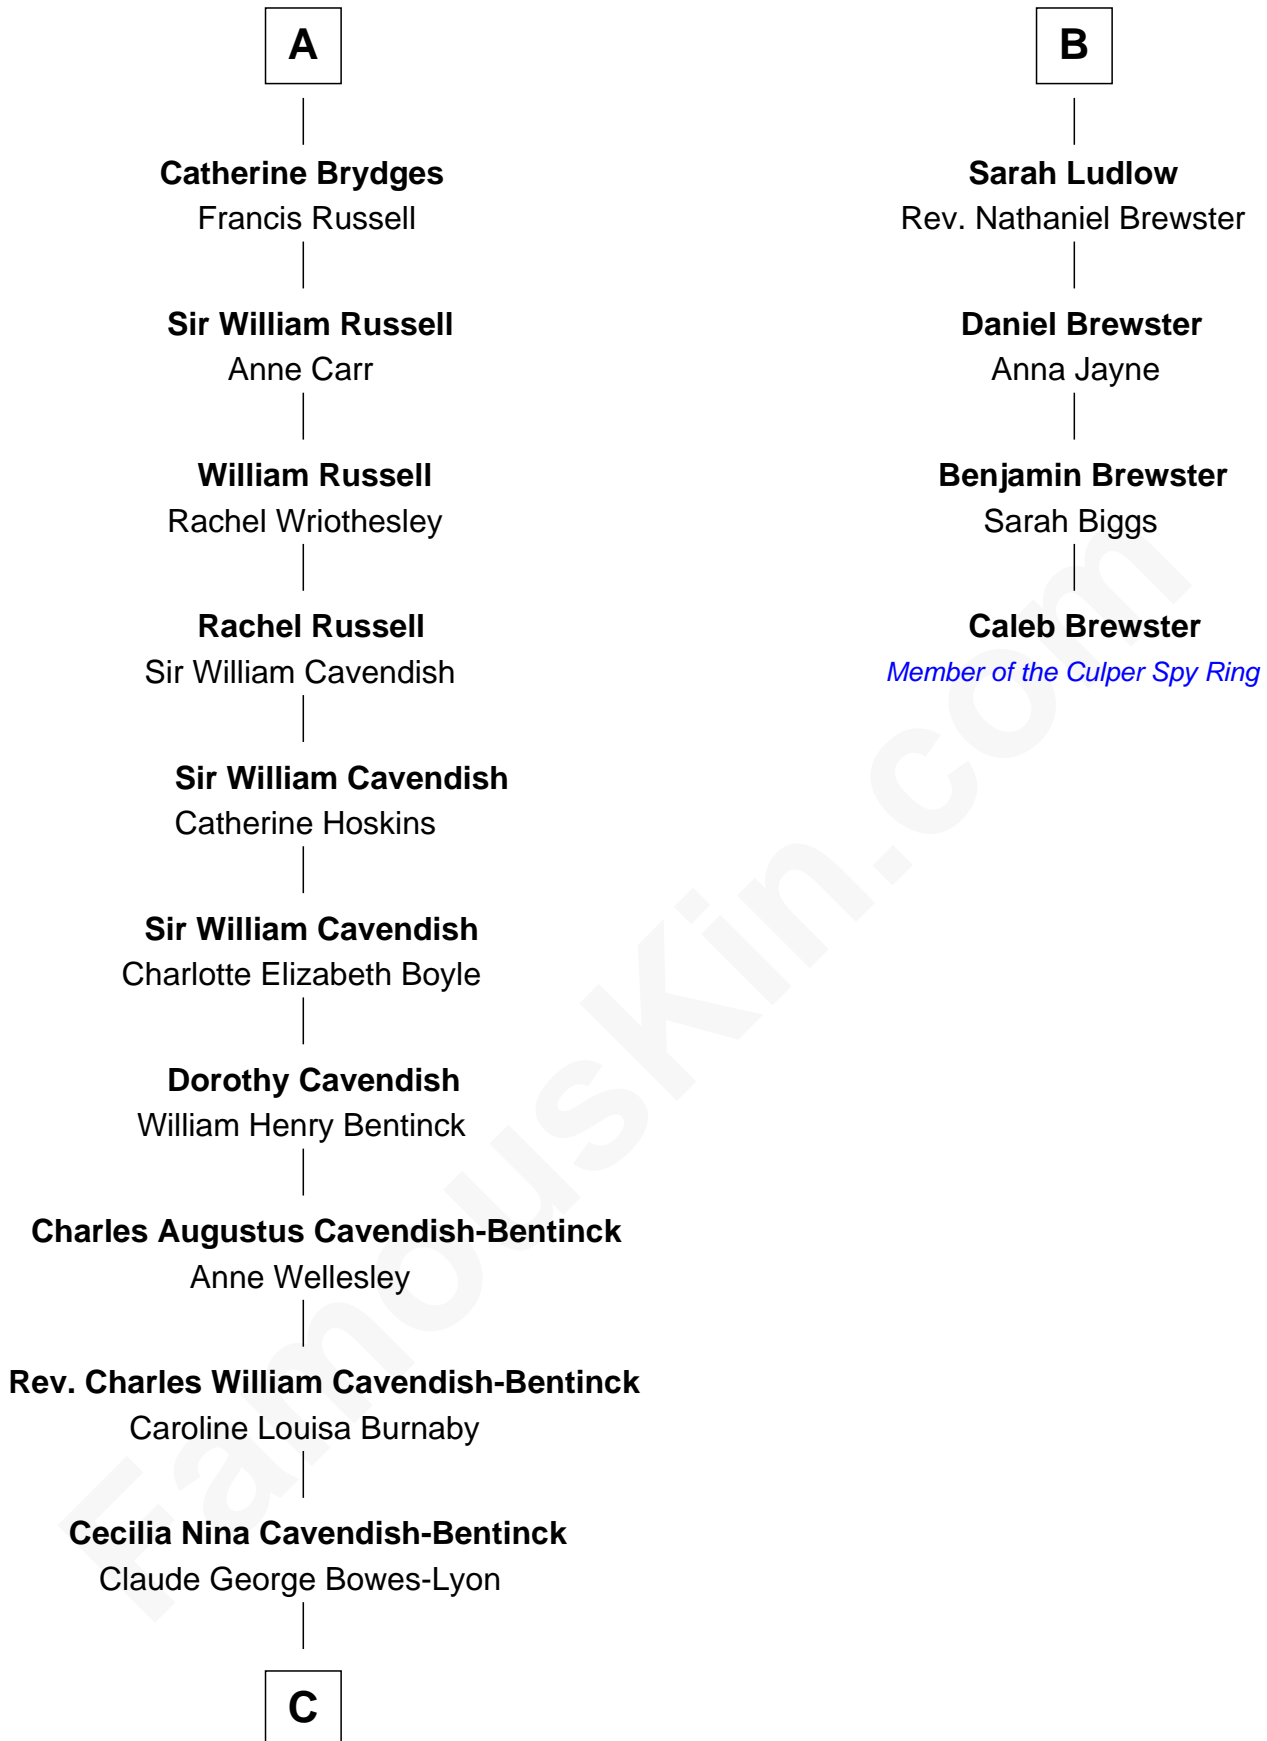 A
Catherine Brydges
Francis Russell
Sir William Russell
Anne Carr
William Russell
Rachel Wriothesley
Rachel Russell
Sir William Cavendish
Sir William Cavendish
Catherine Hoskins
Sir William Cavendish
Charlotte Elizabeth Boyle
Dorothy Cavendish
William Henry Bentinck
Charles Augustus Cavendish-Bentinck
Anne Wellesley
Rev. Charles William Cavendish-Bentinck
Caroline Louisa Burnaby
Cecilia Nina Cavendish-Bentinck
Claude George Bowes-Lyon
C
B
Sarah Ludlow
Rev. Nathaniel Brewster
Daniel Brewster
Anna Jayne
Benjamin Brewster
Sarah Biggs
Caleb Brewster
Member of the Culper Spy Ring
FamousKin.com